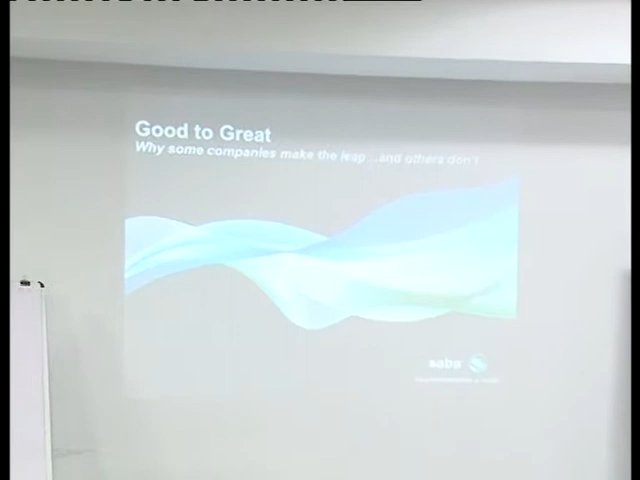 Good to Great
Why some companies make the leap ...and others don't
saba